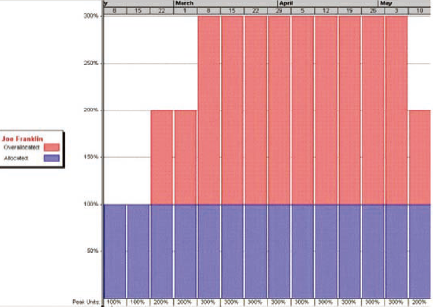 y March April May
8 15 22 1 8 15 22 29 5 12 19 26 3 10
300%
250%
200%
150%
100%
50%
Joe Franklin
Overallocated:
Allocated:
Peak Units: 100% 100% 200% 200% 300% 300% 300% 300% 300% 300% 300% 300% 300% 200%